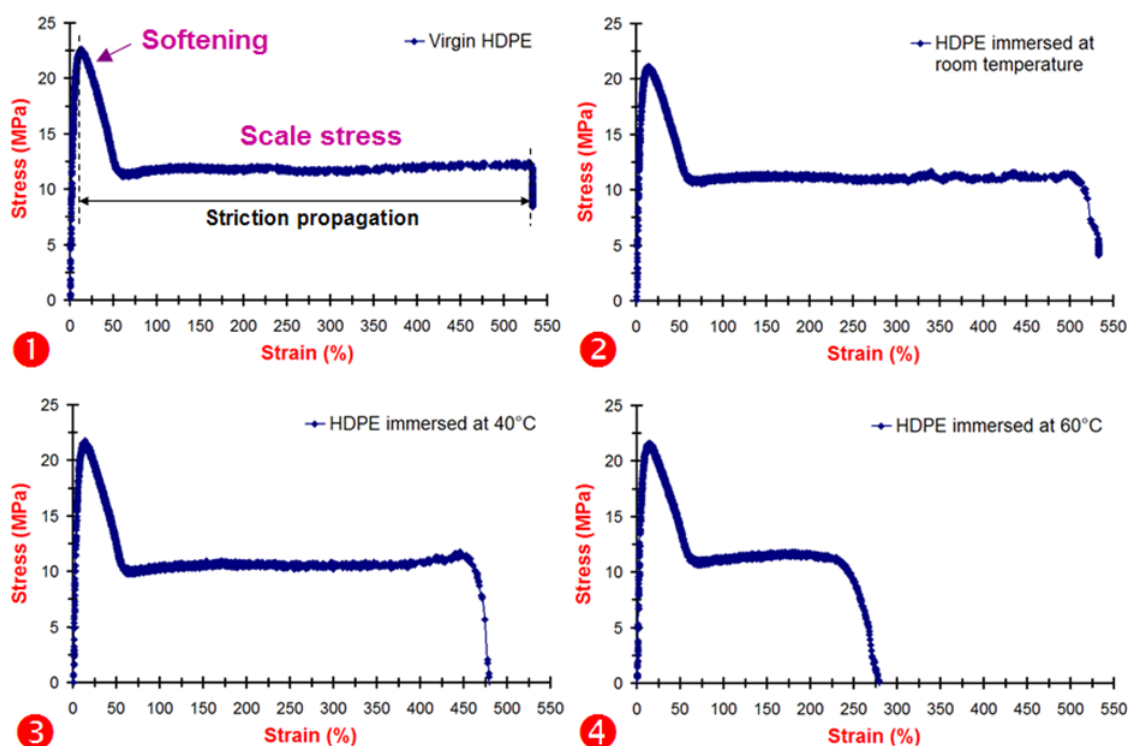 25
20
15
10
5
0
Stress (MPa)
Softening
Virgin HDPE
Scale stress
Striction propagation
0 50 100 150 200 250 300 350 400 450 500 550
Strain (%)
1
25
20
15
10
5
0
Stress (MPa)
HDPE immersed at
room temperature
0 50 100 150 200 250 300 350 400 450 500 550
Strain (%)
2
25
20
15
10
5
0
Stress (MPa)
HDPE immersed at 40°C
0 50 100 150 200 250 300 350 400 450 500 550
Strain (%)
3
25
20
15
10
5
0
Stress (MPa)
HDPE immersed at 60°C
0 50 100 150 200 250 300 350 400 450 500 550
Strain (%)
4